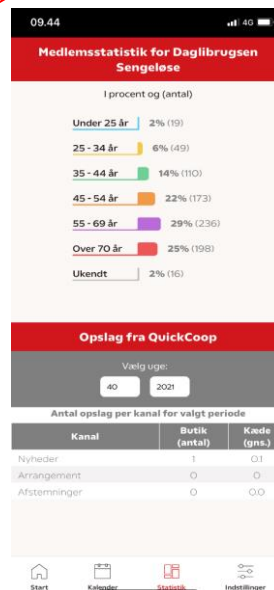 09.44
4G
Medlemsstatistik for Daglibrugsen
Sengeløse
I procent og (antal)
Under 25 år 2% (19)
25 - 34 år 6% (49)
35 - 44 år 14% (110)
45 - 54 år 22% (173)
55 - 69 år 29% (236)
Over 70 år 25% (198)
Ukendt 2% (16)
Opslag fra QuickCoop
Vælg uge:
40 2021
Antal opslag per kanal for valgt periode
Kanal Butik (antal) Kæde (gns.)
Nyheder 1 0.1
Arrangement 0 0
Afstemninger 0 0.0
Start Kalender Statistik Indstillinger